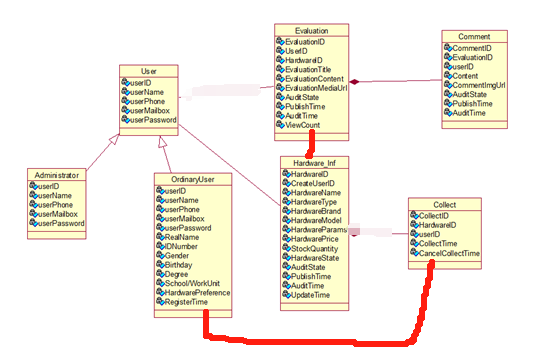 Evaluation
EvaluationID
UserID
HardwareID
EvaluationTitle
EvaluationContent
EvaluationMediaUrl
AuditState
PublishTime
AuditTime
ViewCount
Comment
CommentID
EvaluationID
userID
Content
CommentImgUrl
AuditState
PublishTime
AuditTime
User
userID
userName
userPhone
userMailbox
userPassword
Administrator
userID
userName
userPhone
userMailbox
userPassword
OrdinaryUser
userID
userName
userPhone
userMailbox
userPassword
RealName
IDNumber
Gender
Birthday
Degree
School/WorkUnit
HardwarePreference
RegisterTime
Hardware_Inf
HardwareID
CreateUserID
HardwareName
HardwareType
HardwareBrand
HardwareModel
HardwareParams
HardwarePrice
StockQuantity
HardwareState
AuditState
PublishTime
AuditTime
UpdateTime
Collect
CollectID
HardwareID
userID
CollectTime
CancelCollectTime